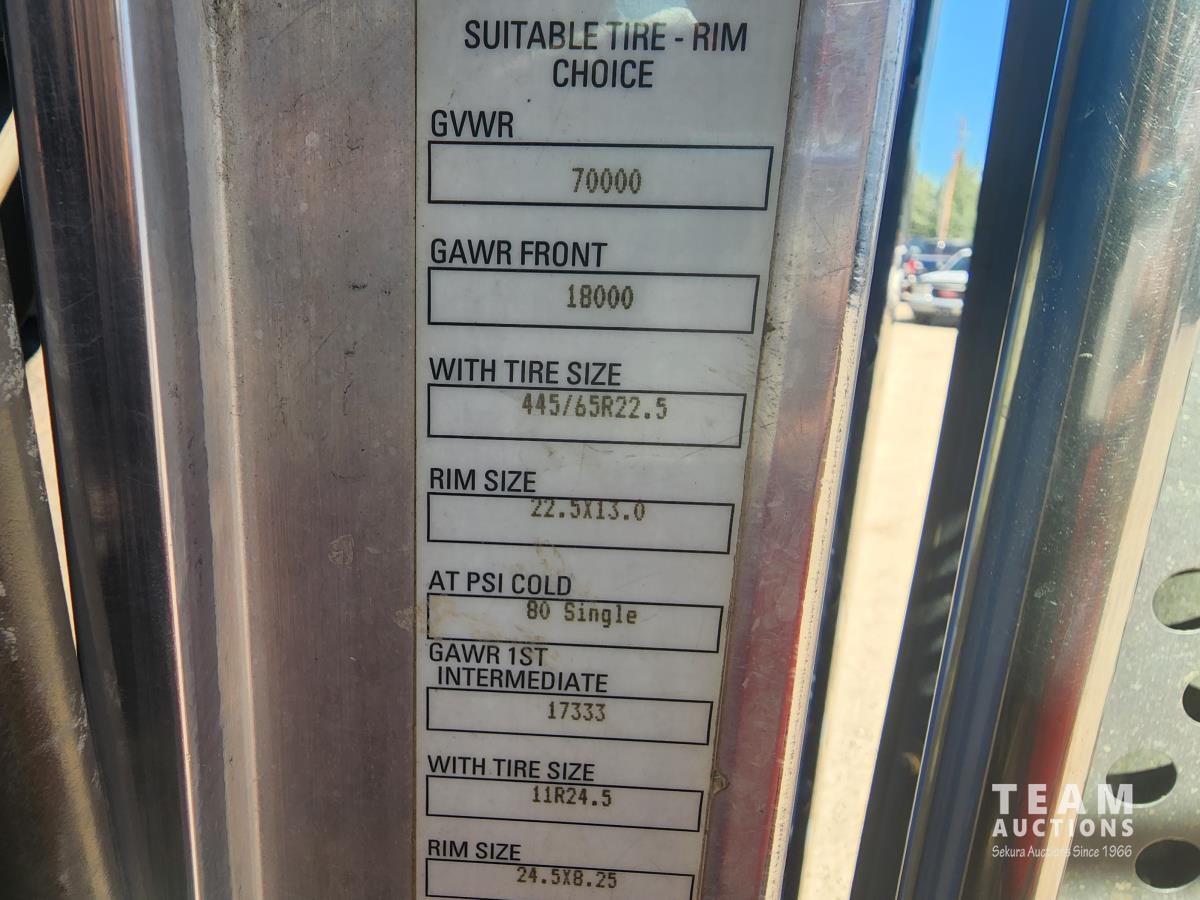 SUITABLE TIRE - RIM
CHOICE
GVWR
70000
GAWR FRONT
18000
WITH TIRE SIZE
445/65R22.5
RIM SIZE
22.5X13.0
AT PSI COLD
80 Single
GAWR 1ST
INTERMEDIATE
17333
WITH TIRE SIZE
11R24.5
RIM SIZE
24.5X8.25
TEAM
AUCTIONS
Sekura Auctions Since 1966